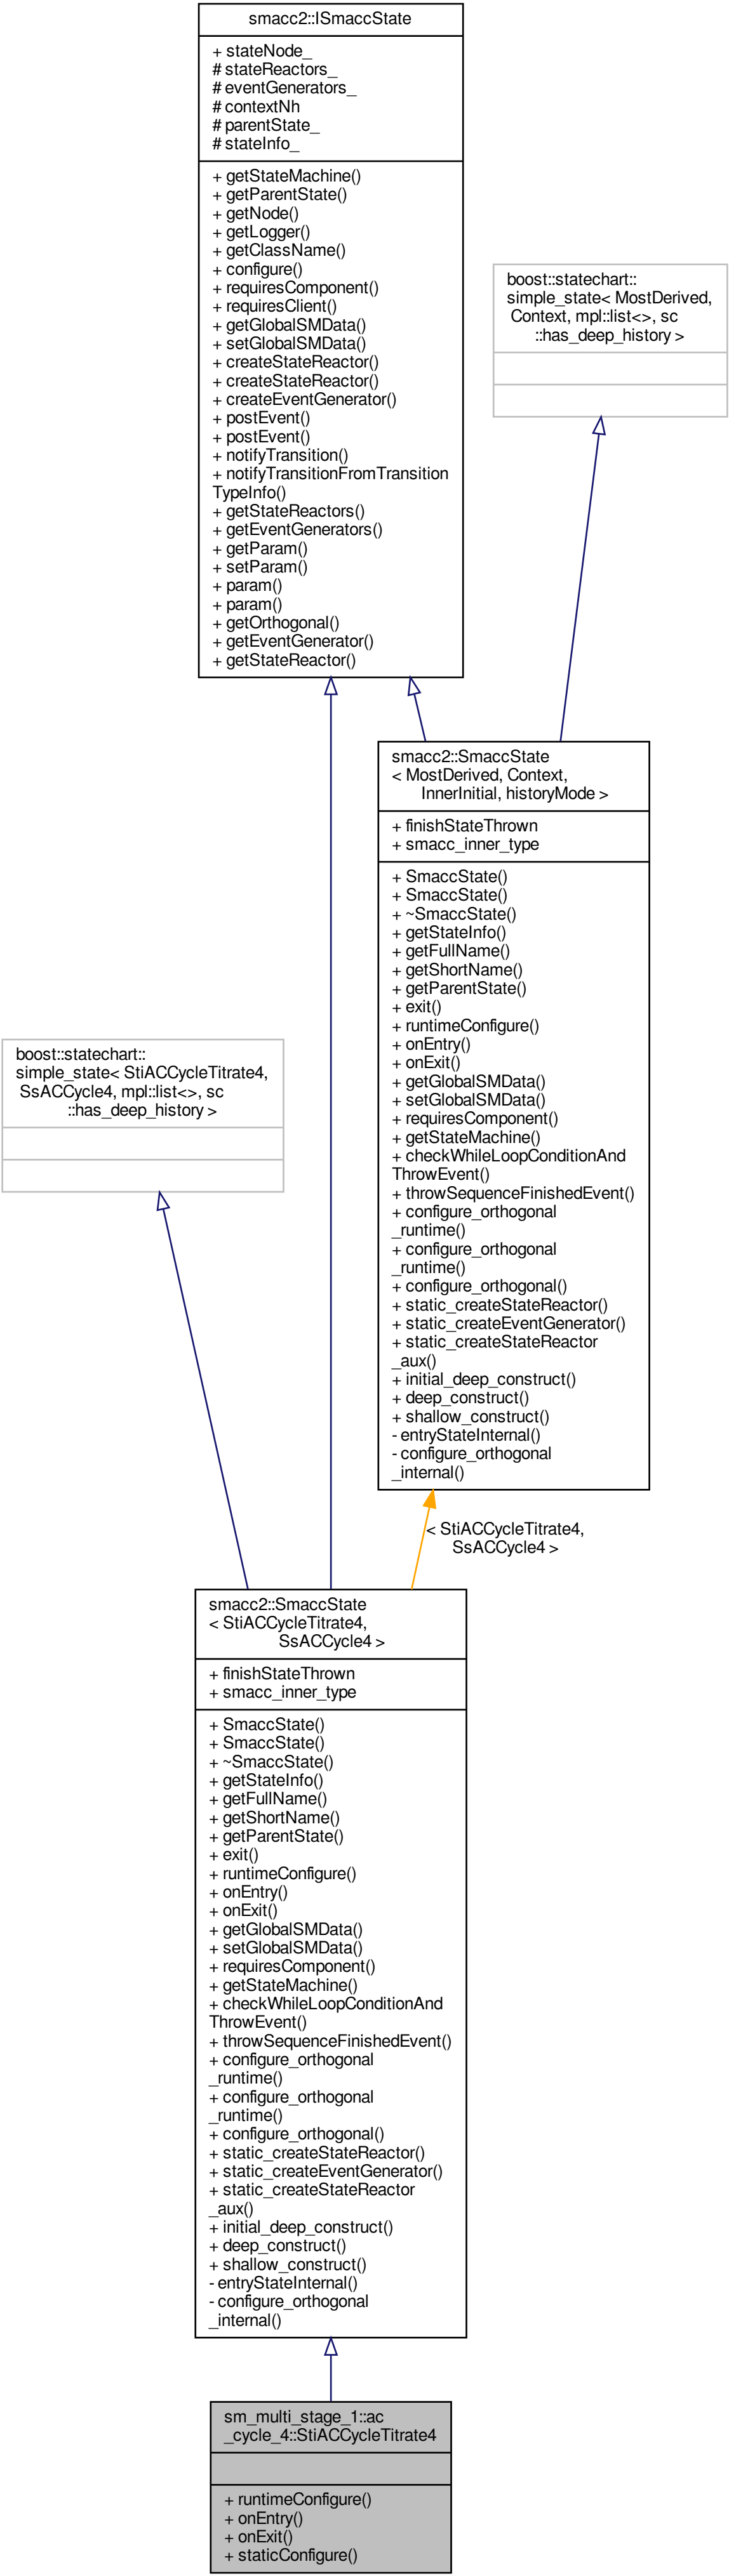 smacc2::ISmaccState
+ stateNode_
# stateReactors_
# eventGenerators_
# contextNh
# parentState_
# stateInfo_
+ getStateMachine()
+ getParentState()
+ getNode()
+ getLogger()
+ getClassName()
+ configure()
+ requiresComponent()
+ requiresClient()
+ getGlobalSMData()
+ setGlobalSMData()
+ createStateReactor()
+ createStateReactor()
+ createEventGenerator()
+ postEvent()
+ postEvent()
+ notifyTransition()
+ notifyTransitionFromTransition
TypeInfo()
+ getStateReactors()
+ getEventGenerators()
+ getParam()
+ setParam()
+ param()
+ param()
+ getOrthogonal()
+ getEventGenerator()
+ getStateReactor()
boost::statechart::
simple_state< MostDerived,
Context, mpl::list<>, sc
::has_deep_history >
smacc2::SmaccState
< MostDerived, Context,
InnerInitial, historyMode >
+ finishStateThrown
+ smacc_inner_type
+ SmaccState()
+ SmaccState()
+ ~SmaccState()
+ getStateInfo()
+ getFullName()
+ getShortName()
+ getParentState()
+ exit()
+ runtimeConfigure()
+ onEntry()
+ onExit()
+ getGlobalSMData()
+ setGlobalSMData()
+ requiresComponent()
+ getStateMachine()
+ checkWhileLoopConditionAnd
ThrowEvent()
+ throwSequenceFinishedEvent()
+ configure_orthogonal
_runtime()
+ configure_orthogonal
_runtime()
+ configure_orthogonal()
+ static_createStateReactor()
+ static_createEventGenerator()
+ static_createStateReactor
_aux()
+ initial_deep_construct()
+ deep_construct()
+ shallow_construct()
- entryStateInternal()
- configure_orthogonal
_internal()
boost::statechart::
simple_state< StiACCycleTitrate4,
SsACCycle4, mpl::list<>, sc
::has_deep_history >
< StiACCycleTitrate4,
SsACCycle4 >
smacc2::SmaccState
< StiACCycleTitrate4,
SsACCycle4 >
+ finishStateThrown
+ smacc_inner_type
+ SmaccState()
+ SmaccState()
+ ~SmaccState()
+ getStateInfo()
+ getFullName()
+ getShortName()
+ getParentState()
+ exit()
+ runtimeConfigure()
+ onEntry()
+ onExit()
+ getGlobalSMData()
+ setGlobalSMData()
+ requiresComponent()
+ getStateMachine()
+ checkWhileLoopConditionAnd
ThrowEvent()
+ throwSequenceFinishedEvent()
+ configure_orthogonal
_runtime()
+ configure_orthogonal
_runtime()
+ configure_orthogonal()
+ static_createStateReactor()
+ static_createEventGenerator()
+ static_createStateReactor
_aux()
+ initial_deep_construct()
+ deep_construct()
+ shallow_construct()
- entryStateInternal()
- configure_orthogonal
_internal()
sm_multi_stage_1::ac
_cycle_4::StiACCycleTitrate4
+ runtimeConfigure()
+ onEntry()
+ onExit()
+ staticConfigure()